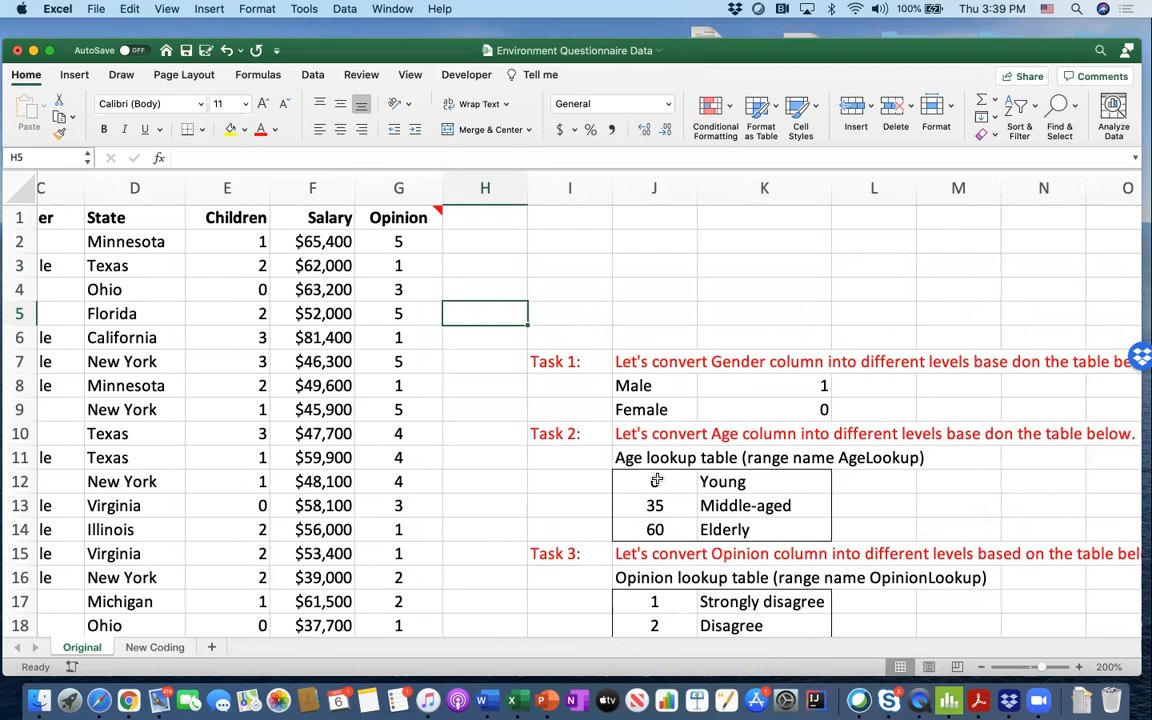 Excel File Edit View Insert Format Tools Data Window Help 100% Thu 3:39 PM
AutoSave OFF Environment Questionnaire Data
Home Insert Draw Page Layout Formulas Data Review View Developer Tell me Share Comments
Paste Calibri (Body) 11 Wrap Text General Conditional Formatting Format as Table Cell Styles Insert Delete Format Sort & Filter Find & Select Analyze Data
B I U A Merge & Center $ %
H5 fx
C D E F G H I J K L M N O
1 er State Children Salary Opinion
2 Minnesota 1 $65,400 5
3 le Texas 2 $62,000 1
4 Ohio 0 $63,200 3
5 Florida 2 $52,000 5
6 le California 3 $81,400 1
7 le New York 3 $46,300 5 Task 1: Let's convert Gender column into different levels base don the table be
8 le Minnesota 2 $49,600 1 Male 1
9 New York 1 $45,900 5 Female 0
10 Texas 3 $47,700 4 Task 2: Let's convert Age column into different levels base don the table below.
11 le Texas 1 $59,900 4 Age lookup table (range name AgeLookup)
12 New York 1 $48,100 4 Young
13 le Virginia 0 $58,100 3 35 Middle-aged
14 le Illinois 2 $56,000 1 60 Elderly
15 le Virginia 2 $53,400 1 Task 3: Let's convert Opinion column into different levels based on the table bel
16 le New York 2 $39,000 2 Opinion lookup table (range name OpinionLookup)
17 Michigan 1 $61,500 2 1 Strongly disagree
18 Ohio 0 $37,700 1 2 Disagree
Original New Coding +
Ready 200%